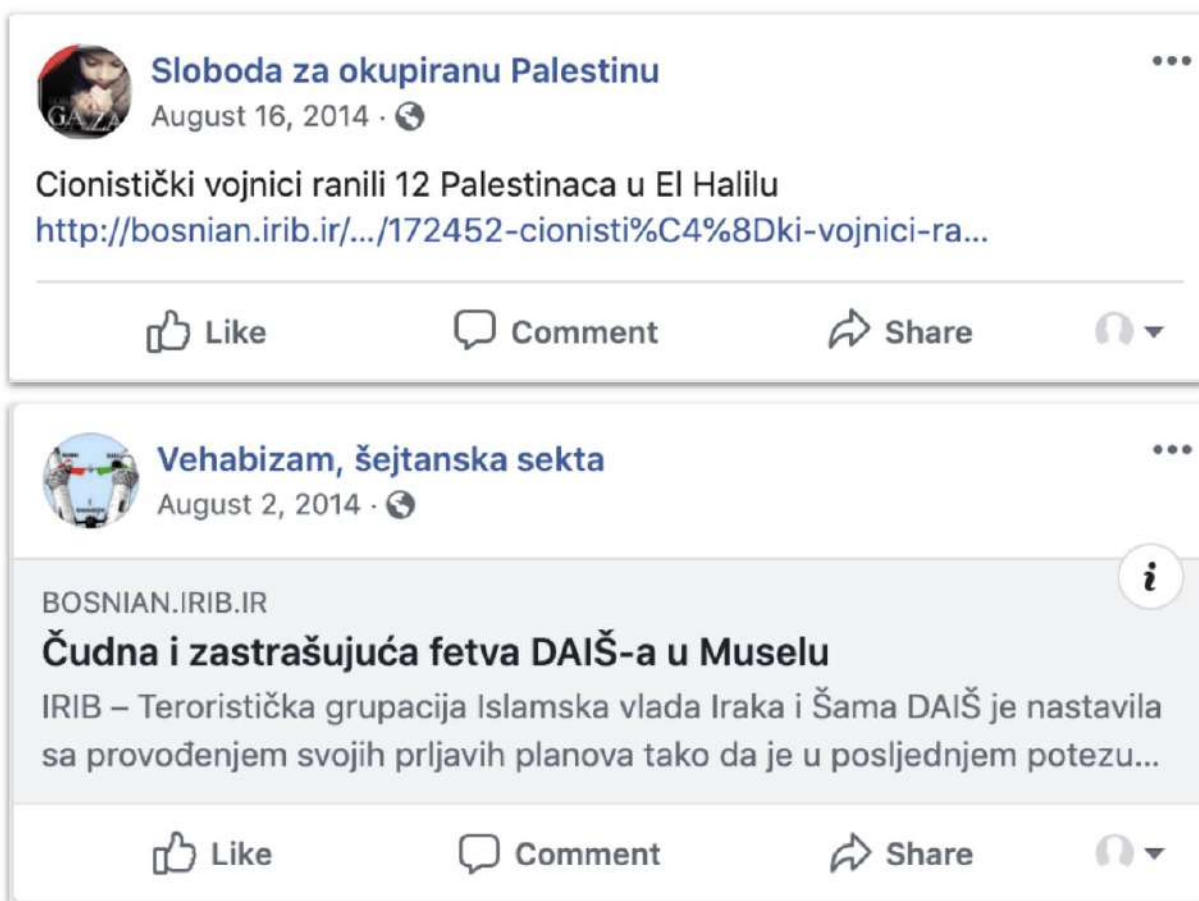 Sloboda za okupiranu Palestinu
August 16, 2014 ·
GAZA
Cionistički vojnici ranili 12 Palestinaca u El Halilu
http://bosnian.irib.ir/.../172452-cionisti%C4%8Dki-vojnici-ra...
Like Comment Share
Vehabizam, šejtanska sekta
August 2, 2014 ·
i
BOSNIAN.IRIB.IR
Čudna i zastrašujuća fetva DAIŠ-a u Muselu
IRIB – Teroristička grupacija Islamska vlada Iraka i Šama DAIŠ je nastavila
sa provođenjem svojih prljavih planova tako da je u posljednjem potezu...
Like Comment Share